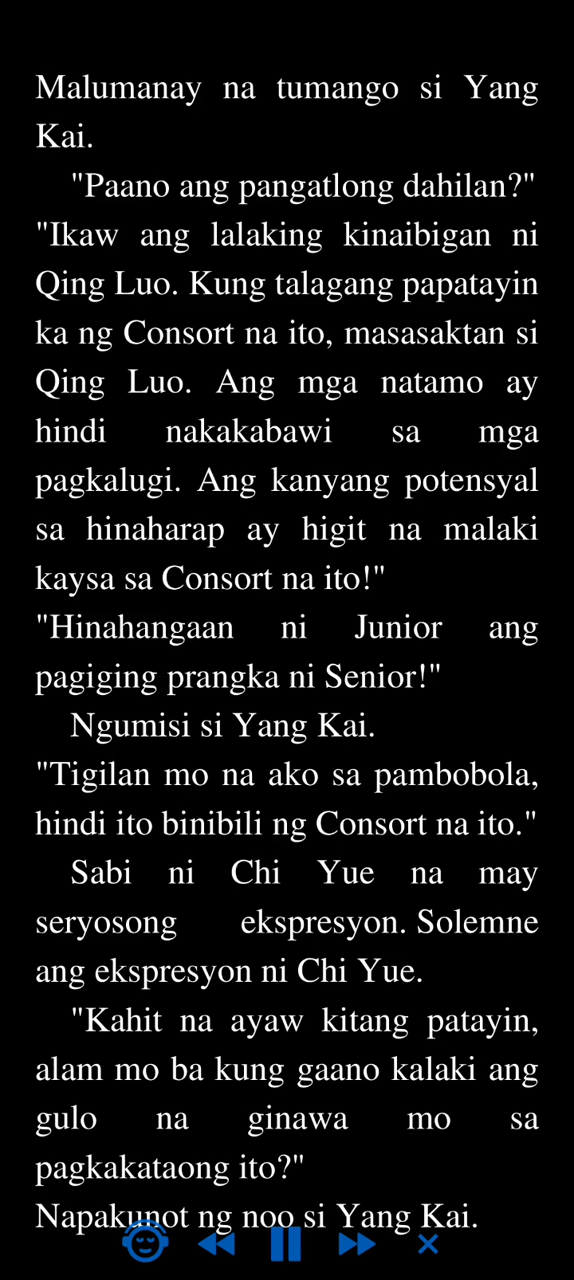 Malumanay na tumango si Yang
Kai.
"Paano ang pangatlong dahilan?"
"Ikaw ang lalaking kinaibigan ni
Qing Luo. Kung talagang papatayin
ka ng Consort na ito, masasaktan si
Qing Luo. Ang mga natamo ay
hindi nakakabawi sa mga
pagkalugi. Ang kanyang potensyal
sa hinaharap ay higit na malaki
kaysa sa Consort na ito!"
"Hinahangaan ni Junior ang
pagiging prangka ni Senior!"
Ngumisi si Yang Kai.
"Tigilan mo na ako sa pambobola,
hindi ito binibili ng Consort na ito."
Sabi ni Chi Yue na may
seryosong ekspresyon. Solemne
ang ekspresyon ni Chi Yue.
"Kahit na ayaw kitang patayin,
alam mo ba kung gaano kalaki ang
gulo na ginawa mo sa
pagkakataong ito?"
Napakunot ng noo si Yang Kai.